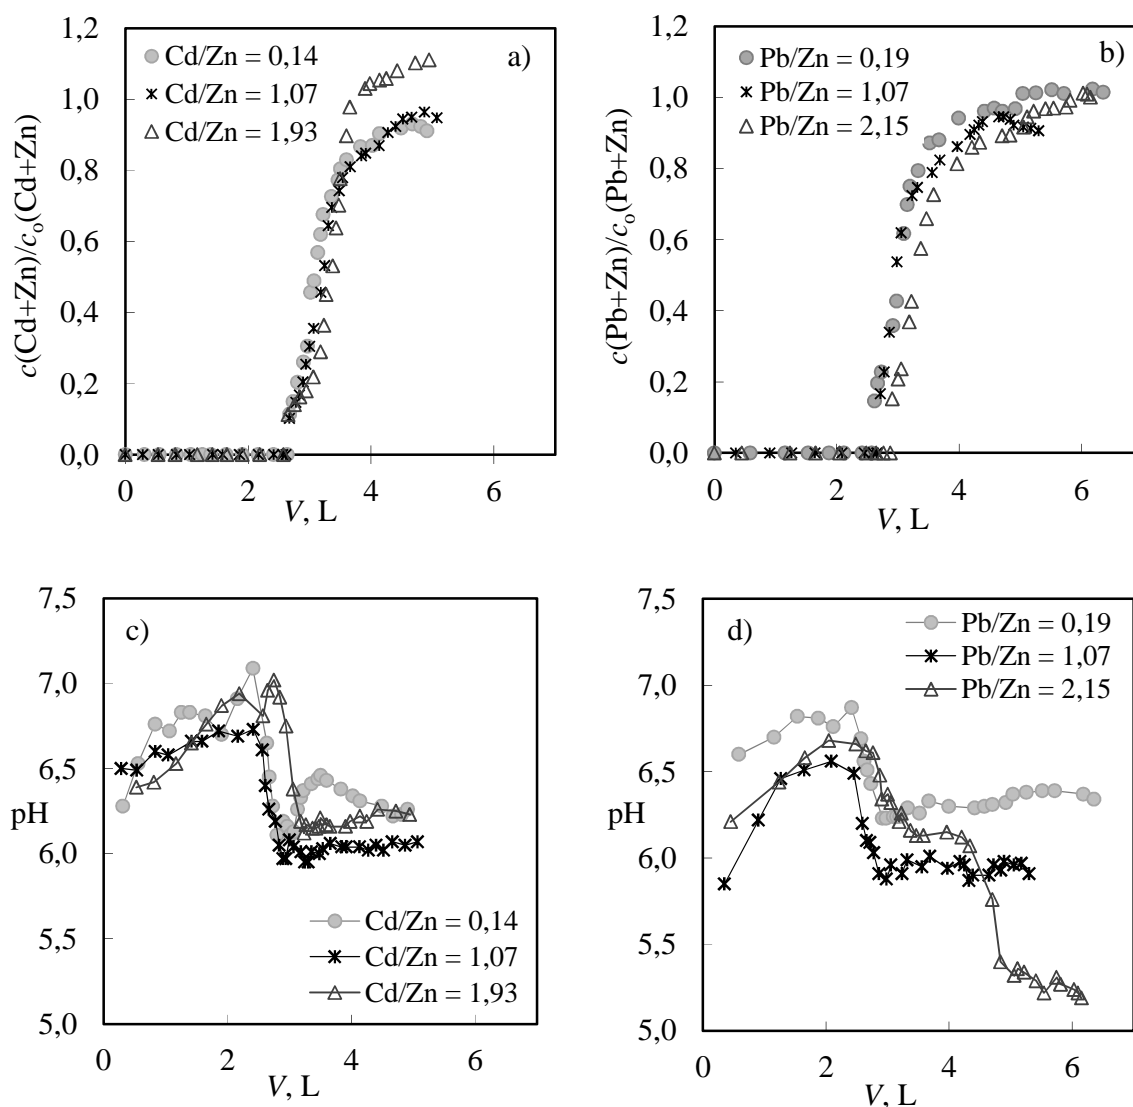 a)
Cd/Zn = 0,14
Cd/Zn = 1,07
Cd/Zn = 1,93
1,2
1,0
0,8
0,6
0,4
0,2
0,0
c(Cd+Zn)/co(Cd+Zn)
0 2 4 6
V, L
b)
Pb/Zn = 0,19
Pb/Zn = 1,07
Pb/Zn = 2,15
1,2
1,0
0,8
0,6
0,4
0,2
0,0
c(Pb+Zn)/co(Pb+Zn)
0 2 4 6
V, L
c)
7,5
7,0
6,5
6,0
5,5
5,0
pH
Cd/Zn = 0,14
Cd/Zn = 1,07
Cd/Zn = 1,93
0 2 4 6
V, L
d)
Pb/Zn = 0,19
Pb/Zn = 1,07
Pb/Zn = 2,15
7,5
7,0
6,5
6,0
5,5
5,0
pH
0 2 4 6
V, L